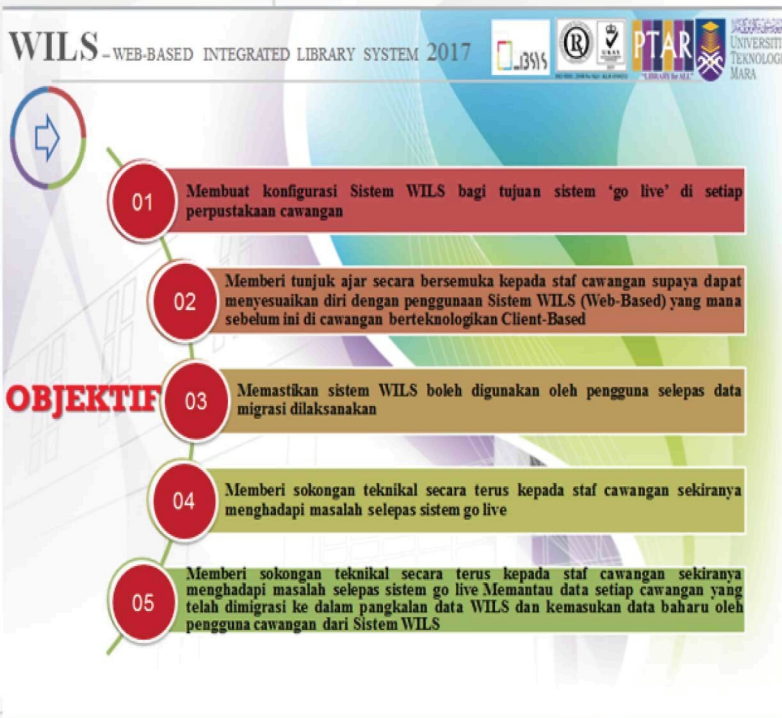 WILS – WEB-BASED INTEGRATED LIBRARY SYSTEM 2017
PTAR
"LIBRARY for ALL"
UNIVERSITI
TEKNOLOGI
MARA
01
Membuat konfigurasi Sistem WILS bagi tujuan sistem ‘go live’ di setiap
perpustakaan cawangan
02
Memberi tunjuk ajar secara bersemuka kepada staf cawangan supaya dapat
menyesuaikan diri dengan penggunaan Sistem WILS (Web-Based) yang mana
sebelum ini di cawangan berteknologikan Client-Based
OBJEKTIF
03
Memastikan sistem WILS boleh digunakan oleh pengguna selepas data
migrasi dilaksanakan
04
Memberi sokongan teknikal secara terus kepada staf cawangan sekiranya
menghadapi masalah selepas sistem go live
05
Memberi sokongan teknikal secara terus kepada staf cawangan sekiranya
menghadapi masalah selepas sistem go live Memantau data setiap cawangan yang
telah dimigrasi ke dalam pangkalan data WILS dan kemasukan data baharu oleh
pengguna cawangan dari Sistem WILS